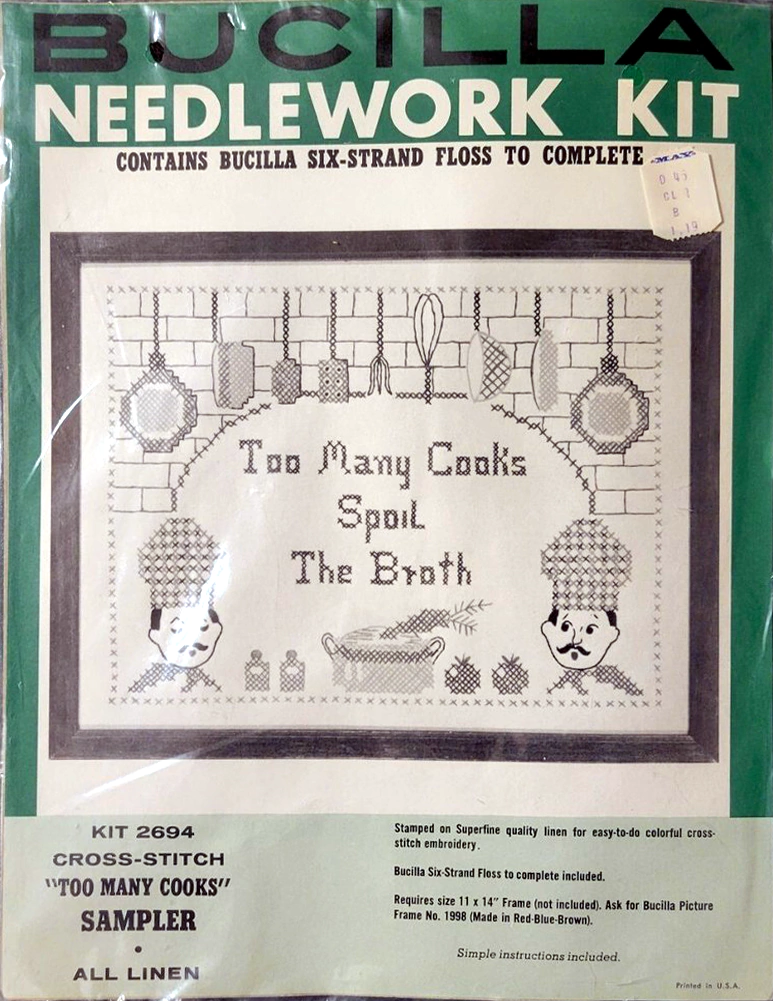 BUCILLA
NEEDLEWORK KIT
CONTAINS BUCILLA SIX-STRAND FLOSS TO COMPLETE
MAY
B
1.19
Too Many Cooks
Spoil
The Broth
KIT 2694
CROSS-STITCH
"TOO MANY COOKS"
SAMPLER
•
ALL LINEN
Stamped on Superfine quality linen for easy-to-do colorful cross-
stitch embroidery.
Bucilla Six-Strand Floss to complete included.
Requires size 11 x 14" Frame (not included). Ask for Bucilla Picture
Frame No. 1998 (Made in Red-Blue-Brown).
Simple instructions included.
Printed in U.S.A.